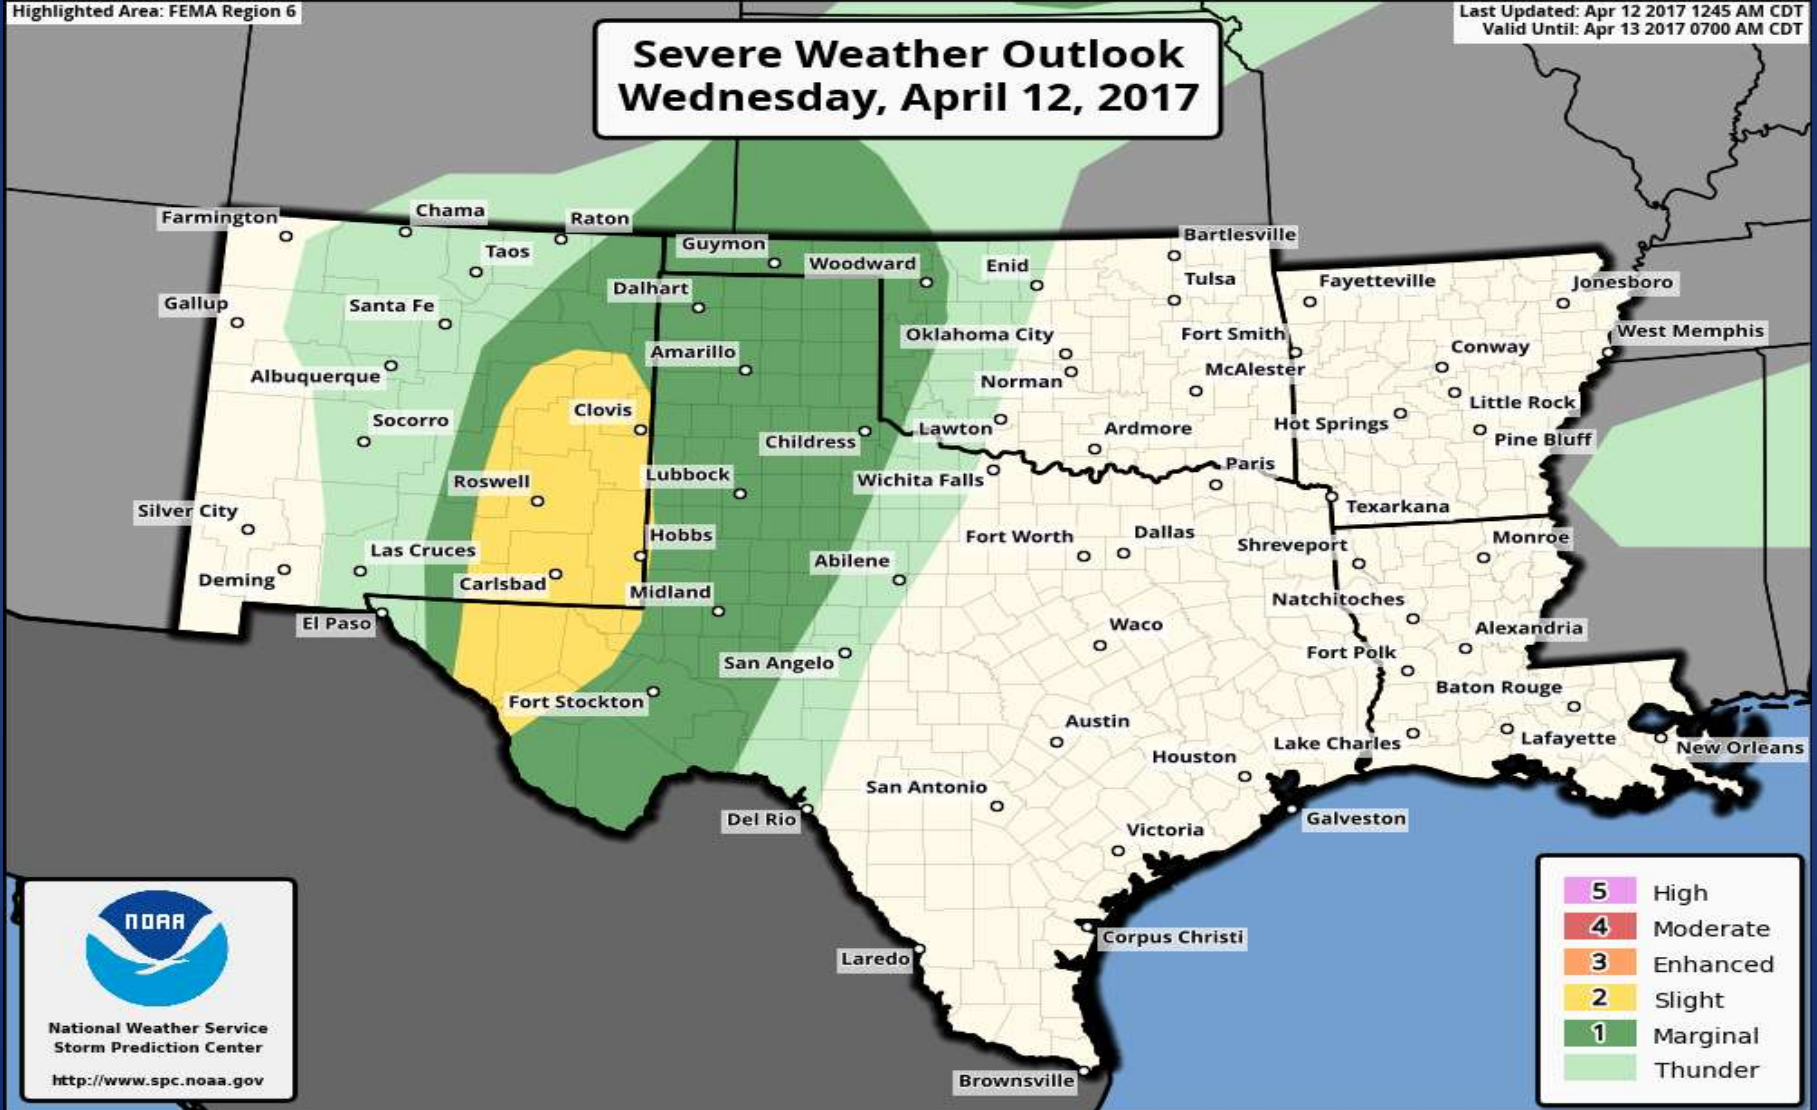 Highlighted Area: FEMA Region 6
Last Updated: Apr 12 2017 1245 AM CDT
Valid Until: Apr 13 2017 0700 AM CDT
Severe Weather Outlook
Wednesday, April 12, 2017
Farmington
Chama
Raton
Taos
Guymon
Woodward
Enid
Bartlesville
Tulsa
Fayetteville
Jonesboro
Gallup
Santa Fe
Dalhart
Oklahoma City
Fort Smith
West Memphis
Albuquerque
Amarillo
Norman
McAlester
Conway
Socorro
Clovis
Childress
Lawton
Ardmore
Hot Springs
Little Rock
Pine Bluff
Roswell
Lubbock
Wichita Falls
Paris
Silver City
Hobbs
Fort Worth
Dallas
Texarkana
Shreveport
Monroe
Las Cruces
Deming
Carlsbad
Midland
Abilene
Natchitoches
El Paso
San Angelo
Waco
Alexandria
Fort Polk
Fort Stockton
Baton Rouge
Austin
Houston
Lake Charles
Lafayette
New Orleans
San Antonio
Del Rio
Victoria
Galveston
Laredo
Corpus Christi
Brownsville
NOAA
National Weather Service
Storm Prediction Center
http://www.spc.noaa.gov
5 High
4 Moderate
3 Enhanced
2 Slight
1 Marginal
Thunder